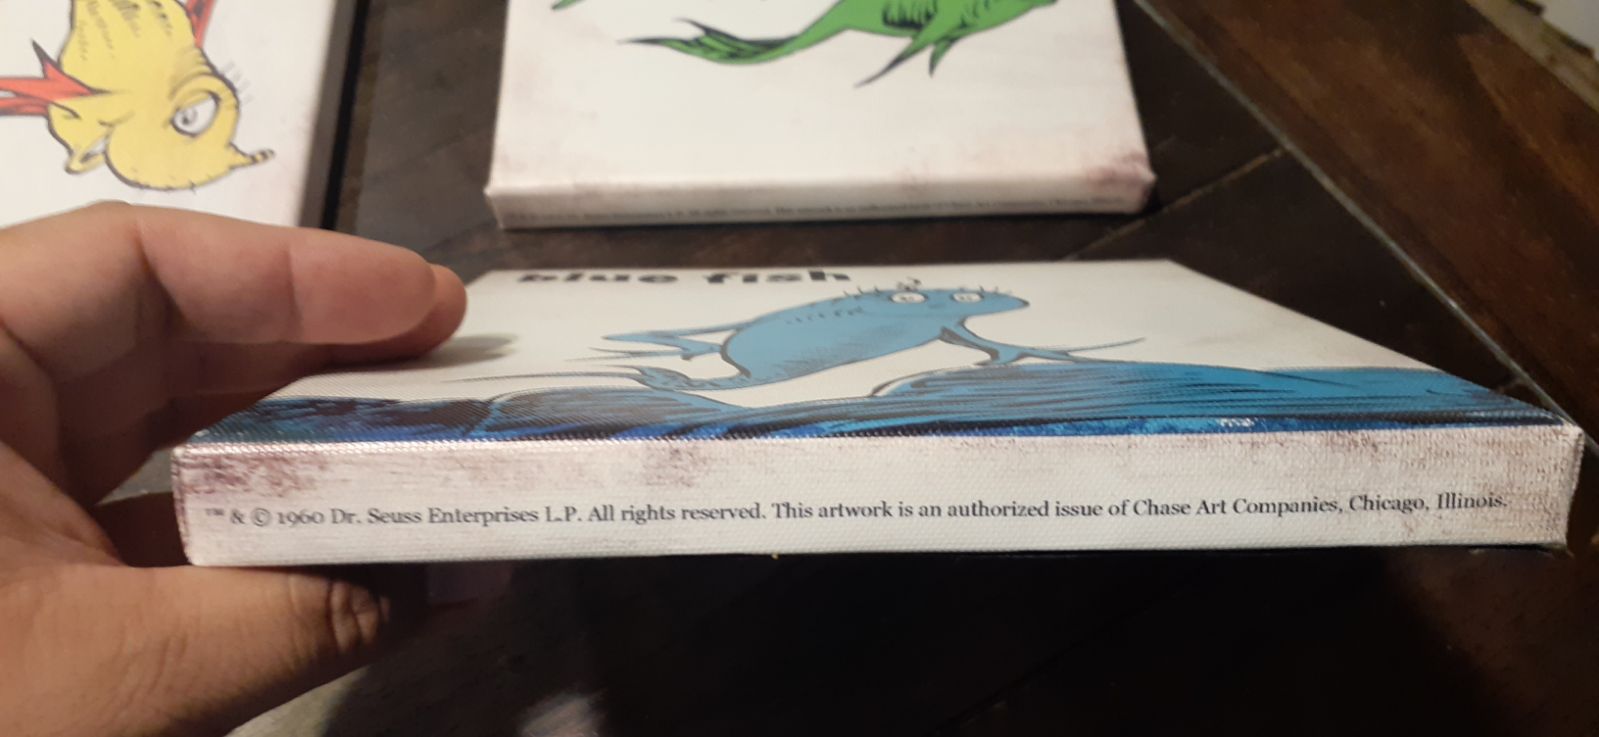 blue fish
™ & © 1960 Dr. Seuss Enterprises L.P. All rights reserved. This artwork is an authorized issue of Chase Art Companies, Chicago, Illinois.